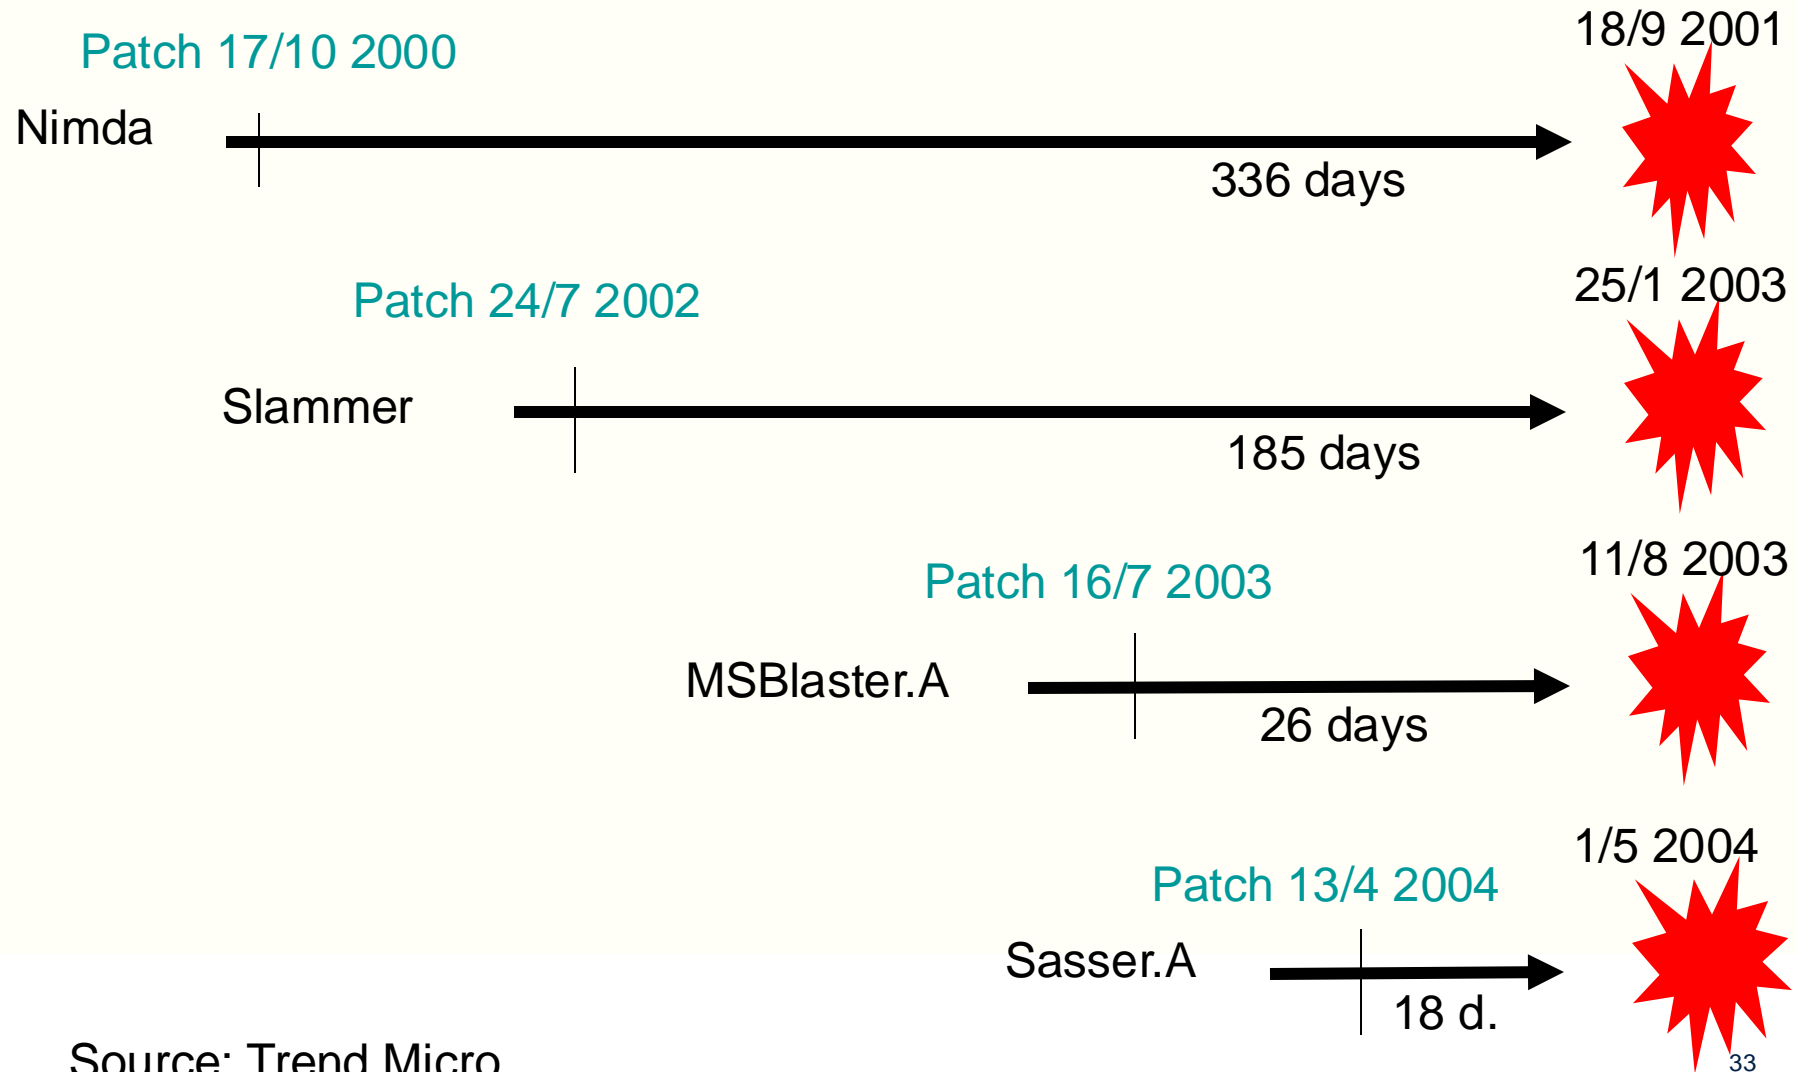 Patch 17/10 2000
18/9 2001
Nimda
336 days
Patch 24/7 2002
25/1 2003
Slammer
185 days
Patch 16/7 2003
11/8 2003
MSBlaster.A
26 days
Patch 13/4 2004
1/5 2004
Sasser.A
18 d.
Source: Trend Micro
33